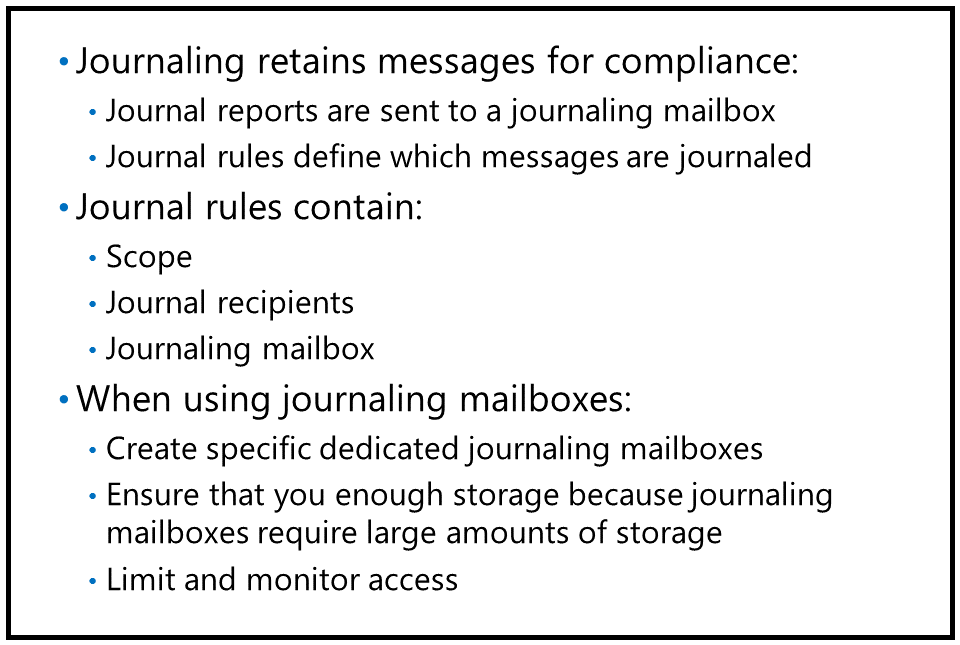 • Journaling retains messages for compliance:
• Journal reports are sent to a journaling mailbox
• Journal rules define which messages are journaled
• Journal rules contain:
• Scope
• Journal recipients
• Journaling mailbox
• When using journaling mailboxes:
• Create specific dedicated journaling mailboxes
• Ensure that you enough storage because journaling
mailboxes require large amounts of storage
• Limit and monitor access